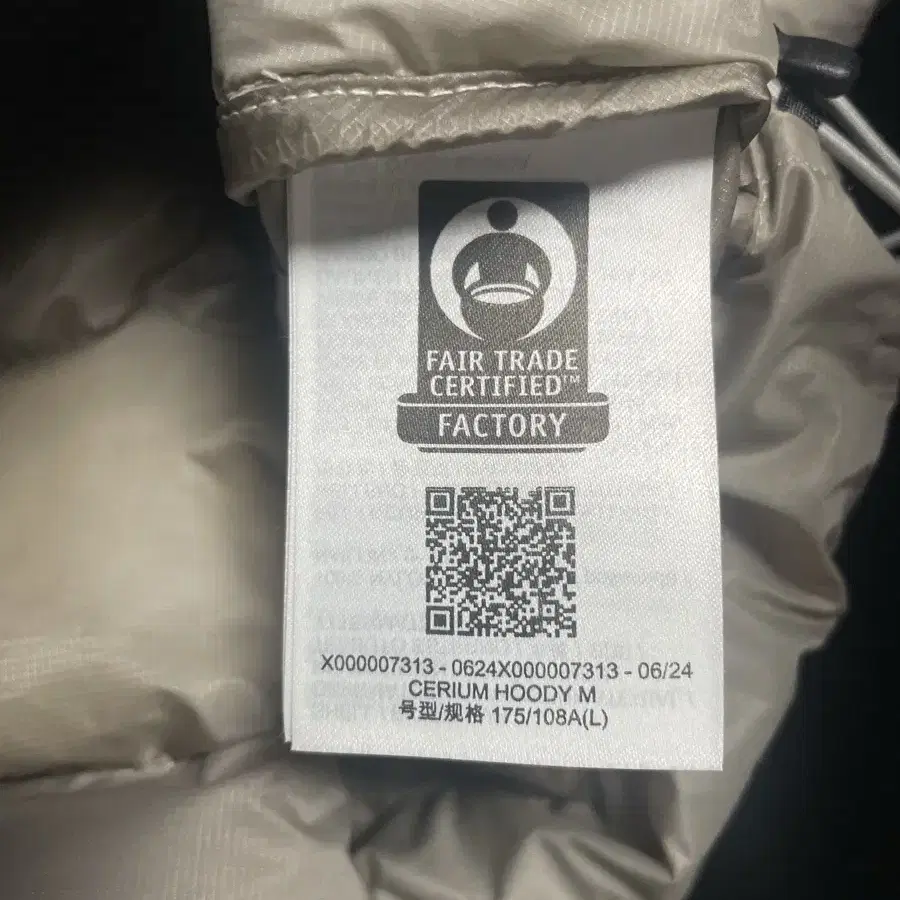 FAIR TRADE
CERTIFIED™
FACTORY
X000007313 - 0624X000007313 - 06/24
CERIUM HOODY M
号型/规格 175/108A(L)